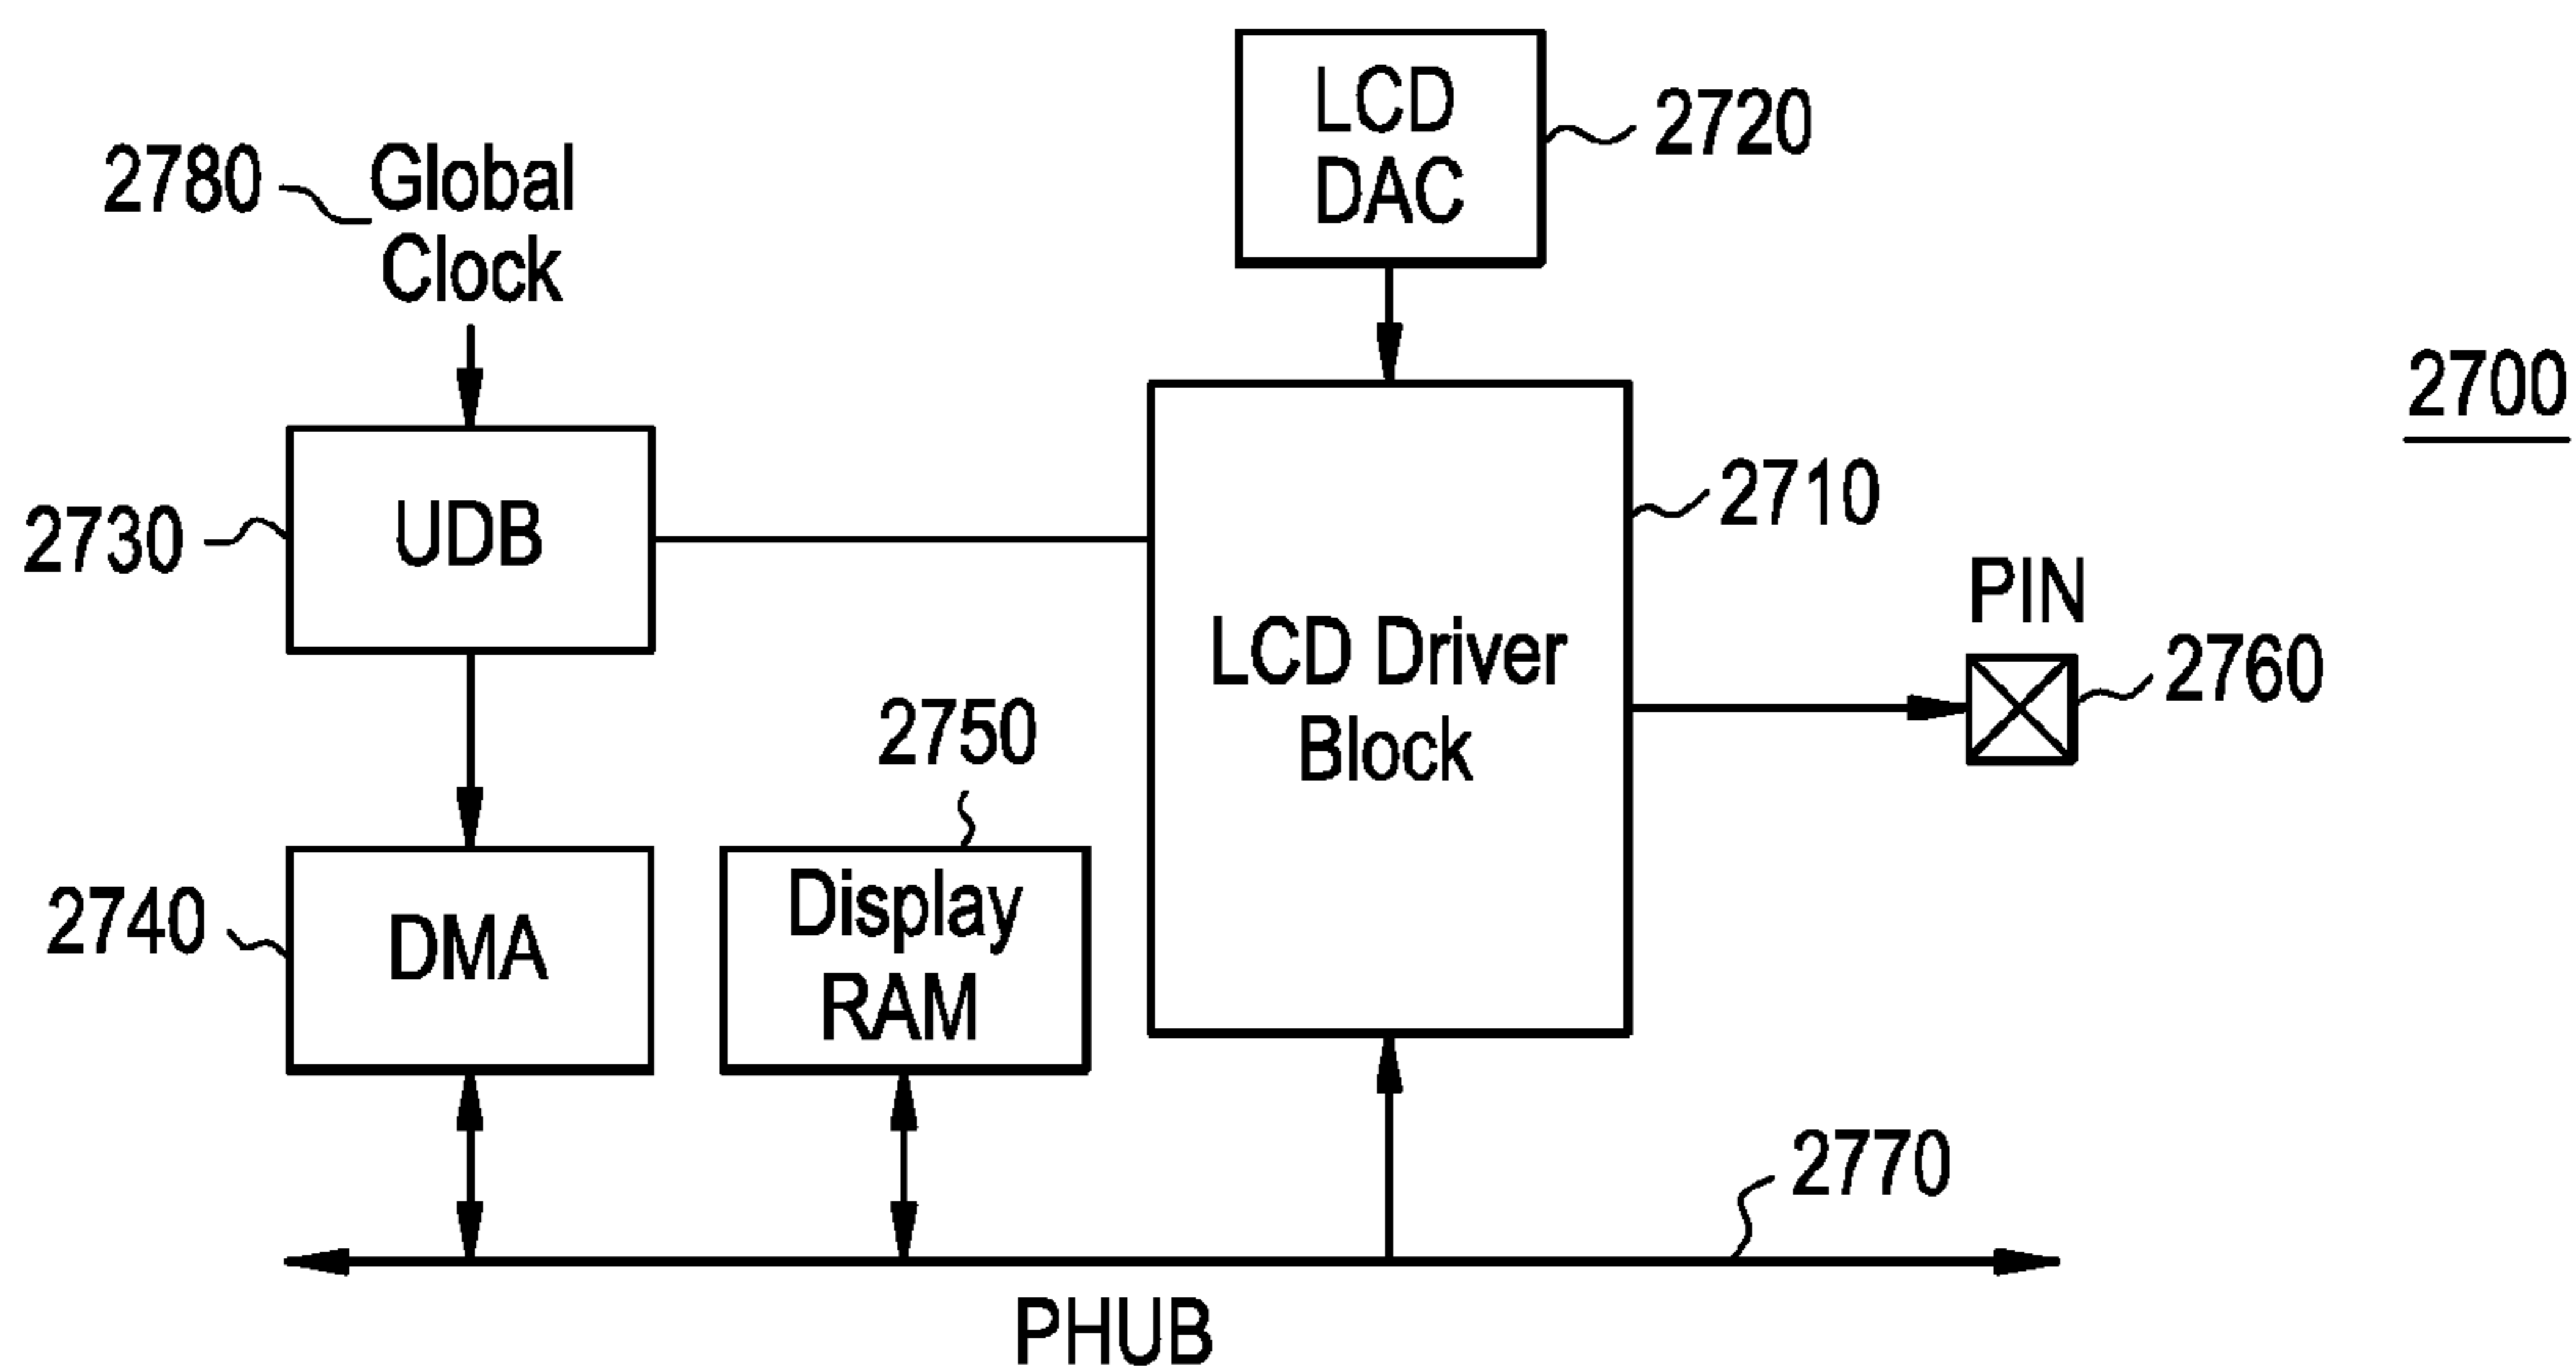 LCD
DAC
2720
2780
Global
Clock
2700
2730
UDB
2710
PIN
LCD Driver
Block
2760
2750
2740
DMA
Display
RAM
2770
PHUB